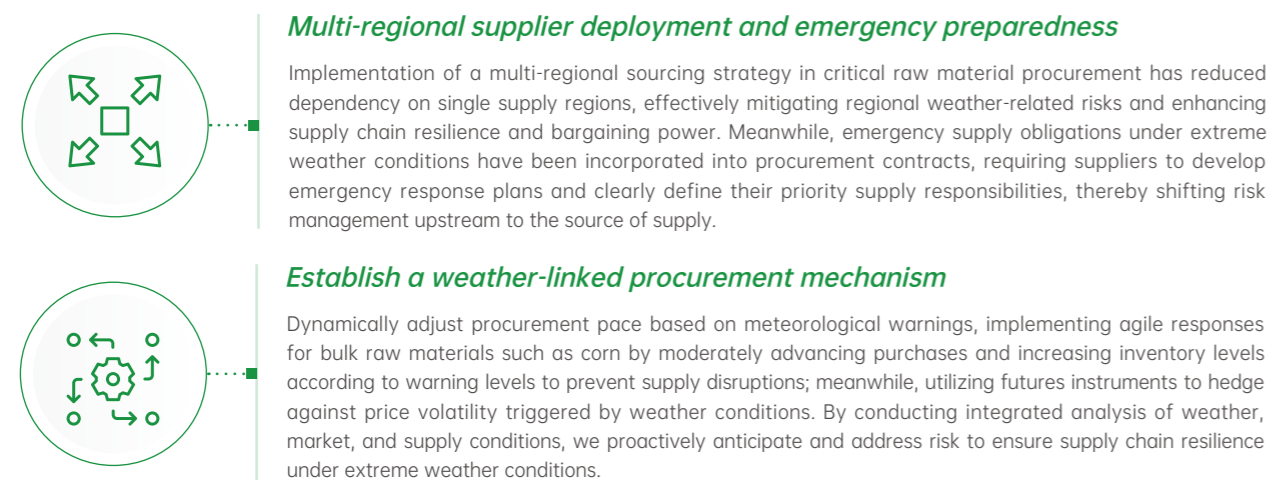 Multi-regional supplier deployment and emergency preparedness
Implementation of a multi-regional sourcing strategy in critical raw material procurement has reduced
dependency on single supply regions, effectively mitigating regional weather-related risks and enhancing
supply chain resilience and bargaining power. Meanwhile, emergency supply obligations under extreme
weather conditions have been incorporated into procurement contracts, requiring suppliers to develop
emergency response plans and clearly define their priority supply responsibilities, thereby shifting risk
management upstream to the source of supply.
Establish a weather-linked procurement mechanism
Dynamically adjust procurement pace based on meteorological warnings, implementing agile responses
for bulk raw materials such as corn by moderately advancing purchases and increasing inventory levels
according to warning levels to prevent supply disruptions; meanwhile, utilizing futures instruments to hedge
against price volatility triggered by weather conditions. By conducting integrated analysis of weather,
market, and supply conditions, we proactively anticipate and address risk to ensure supply chain resilience
under extreme weather conditions.